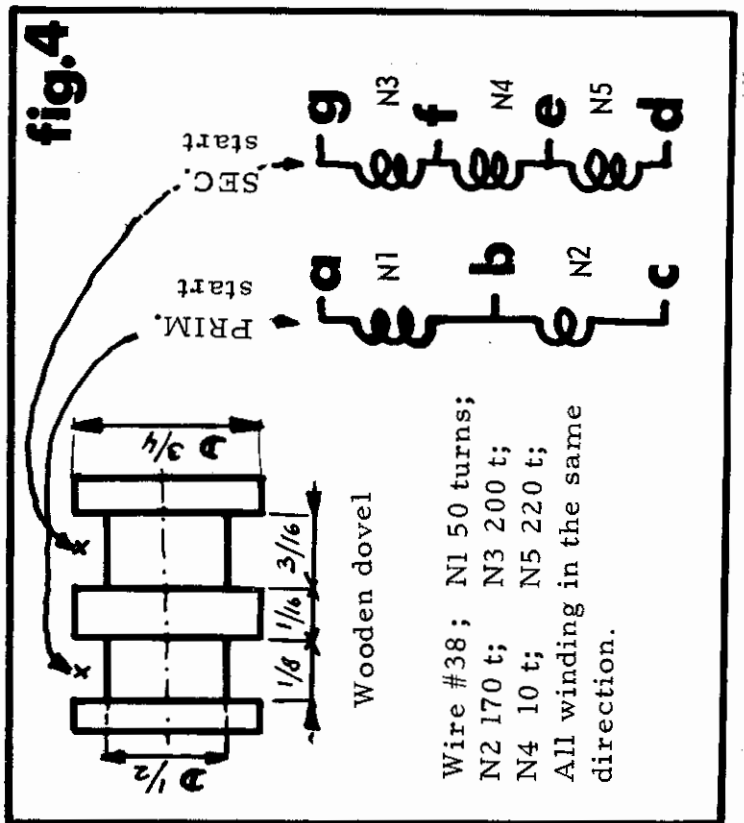 fig.4
PRIM.
start
SEC.
start
D 1/2
D 3/4
1/8
1/16
3/16
Wooden dovel
a
N1
b
N2
c
g
N3
f
N4
e
N5
d
Wire #38; N1 50 turns;
N2 170 t; N3 200 t;
N4 10 t; N5 220 t;
All winding in the same
direction.